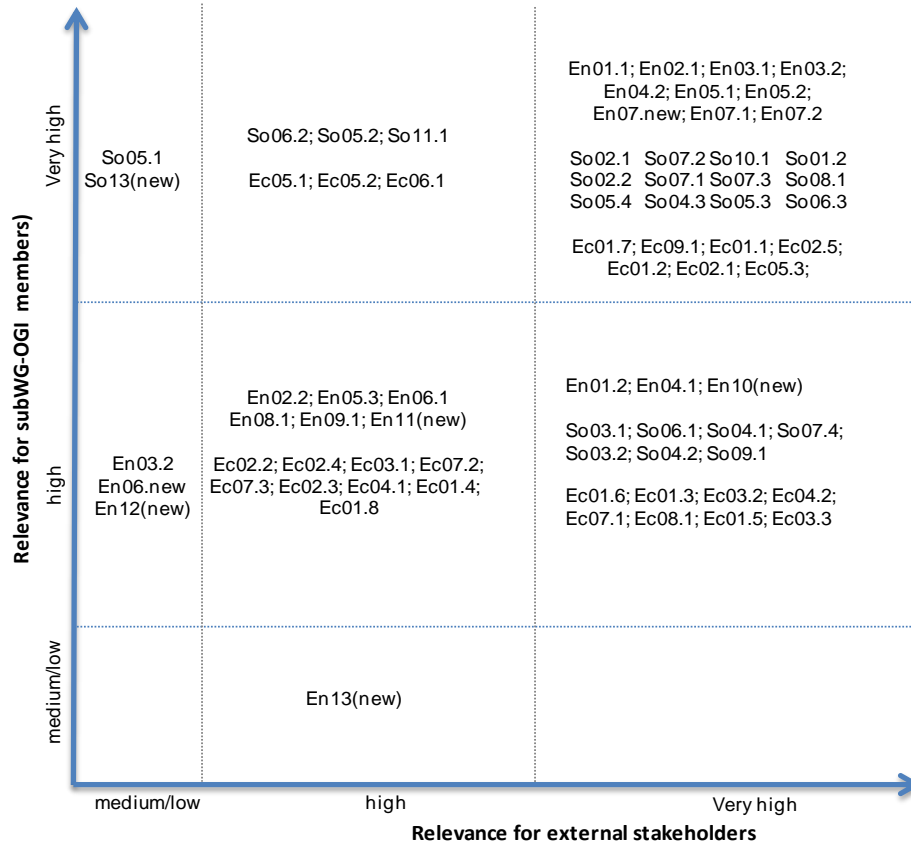 Very high
So05.1
So13(new)
So06.2; So05.2; So11.1
Ec05.1; Ec05.2; Ec06.1
En01.1; En02.1; En03.1; En03.2;
En04.2; En05.1; En05.2;
En07.new; En07.1; En07.2
So02.1 So07.2 So10.1 So01.2
So02.2 So07.1 So07.3 So08.1
So05.4 So04.3 So05.3 So06.3
Ec01.7; Ec09.1; Ec01.1; Ec02.5;
Ec01.2; Ec02.1; Ec05.3;
Relevance for subWG-OGI members)
high
En03.2
En06.new
En12(new)
En02.2; En05.3; En06.1
En08.1; En09.1; En11(new)
Ec02.2; Ec02.4; Ec03.1; Ec07.2;
Ec07.3; Ec02.3; Ec04.1; Ec01.4;
Ec01.8
En01.2; En04.1; En10(new)
So03.1; So06.1; So04.1; So07.4;
So03.2; So04.2; So09.1
Ec01.6; Ec01.3; Ec03.2; Ec04.2;
Ec07.1; Ec08.1; Ec01.5; Ec03.3
medium/low
En13(new)
medium/low
high
Very high
Relevance for external stakeholders